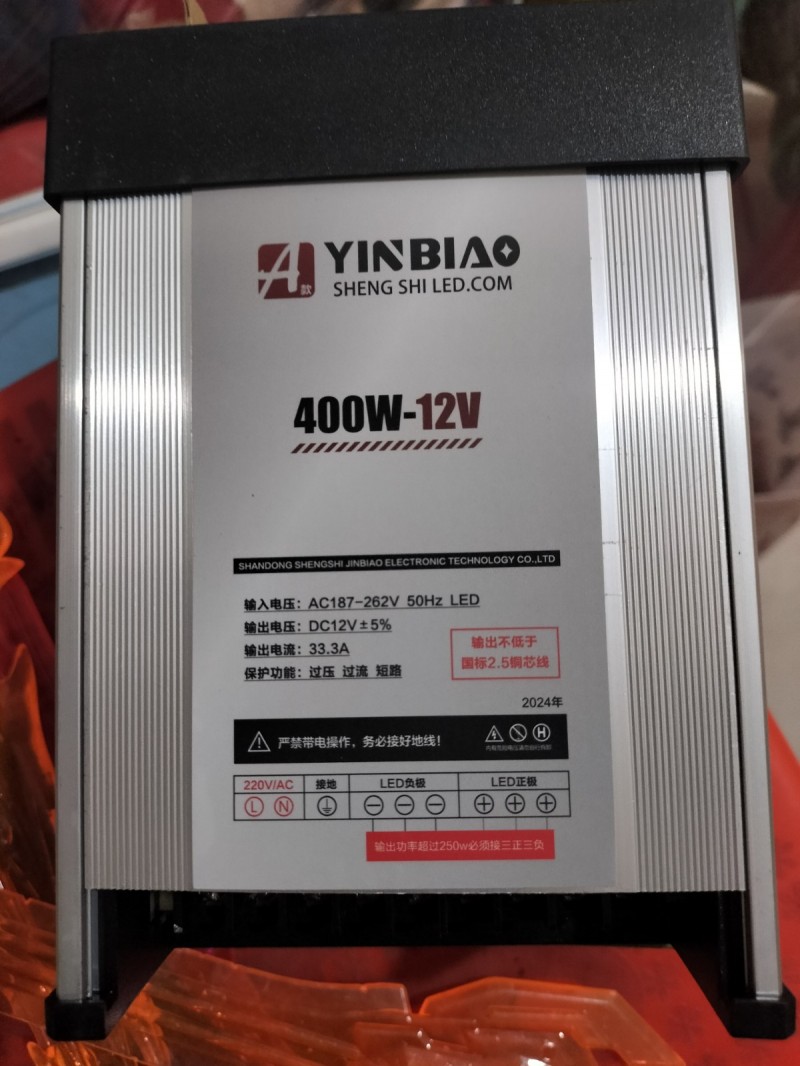 A款
YINBIAO
SHENG SHI LED.COM
400W-12V
SHANDONG SHENGSHI JINBIAO ELECTRONIC TECHNOLOGY CO.,LTD
输入电压：AC187-262V 50Hz LED
输出电压：DC12V±5%
输出电流：33.3A
保护功能：过压 过流 短路
输出不低于
国标2.5铜芯线
2024年
严禁带电操作，务必接好地线！
H
220V/AC 接地 LED负极 LED正极
L N ⏚ − − − + + +
输出功率超过250w必须接三正三负